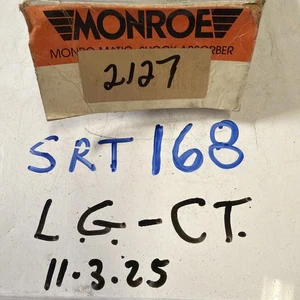 MONROE
MONRO-MATIC SHOCK ABSORBER
2127
SRT 168
L.G.-CT.
11.3.25